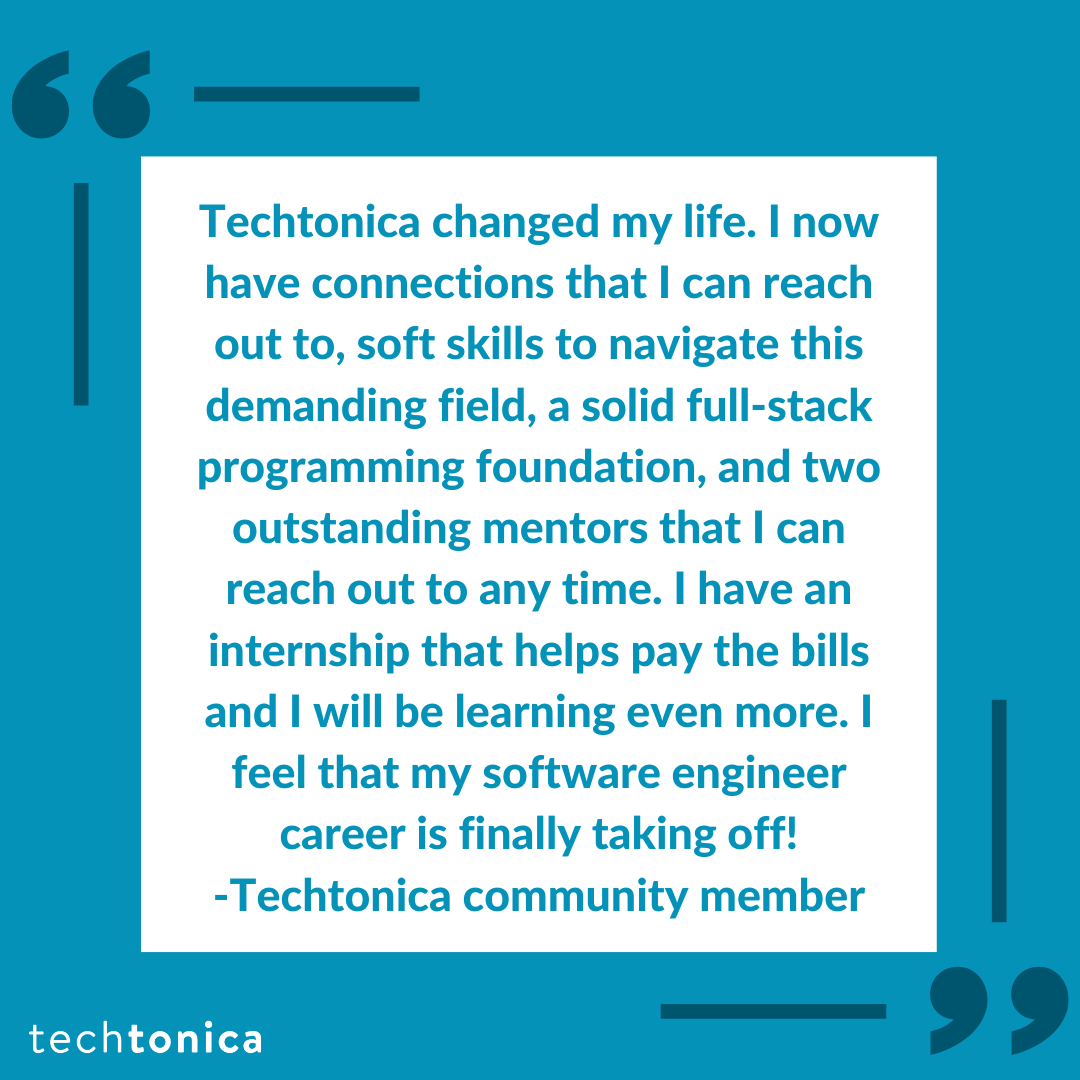 Techtonica changed my life. I now
have connections that I can reach
out to, soft skills to navigate this
demanding field, a solid full-stack
programming foundation, and two
outstanding mentors that I can
reach out to any time. I have an
internship that helps pay the bills
and I will be learning even more. I
feel that my software engineer
career is finally taking off!
-Techtonica community member
techtonica